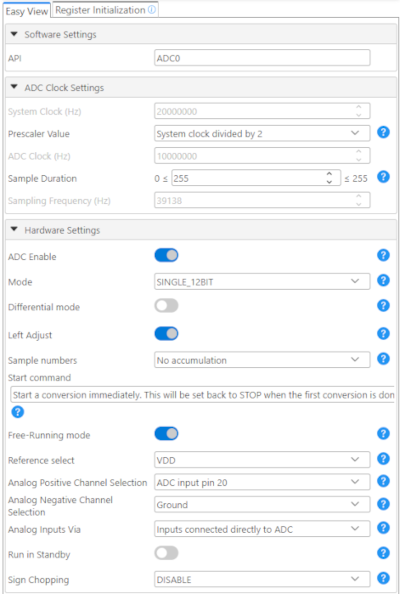 Easy View Register Initialization
Software Settings
API ADC0
ADC Clock Settings
System Clock (Hz) 20000000
Prescaler Value System clock divided by 2
ADC Clock (Hz) 10000000
Sample Duration 0 ≤ 255 ≤ 255
Sampling Frequency (Hz) 39138
Hardware Settings
ADC Enable
Mode SINGLE_12BIT
Differential mode
Left Adjust
Sample numbers No accumulation
Start command
Start a conversion immediately. This will be set back to STOP when the first conversion is don
Free-Running mode
Reference select VDD
Analog Positive Channel Selection ADC input pin 20
Analog Negative Channel
Selection Ground
Analog Inputs Via Inputs connected directly to ADC
Run in Standby
Sign Chopping DISABLE